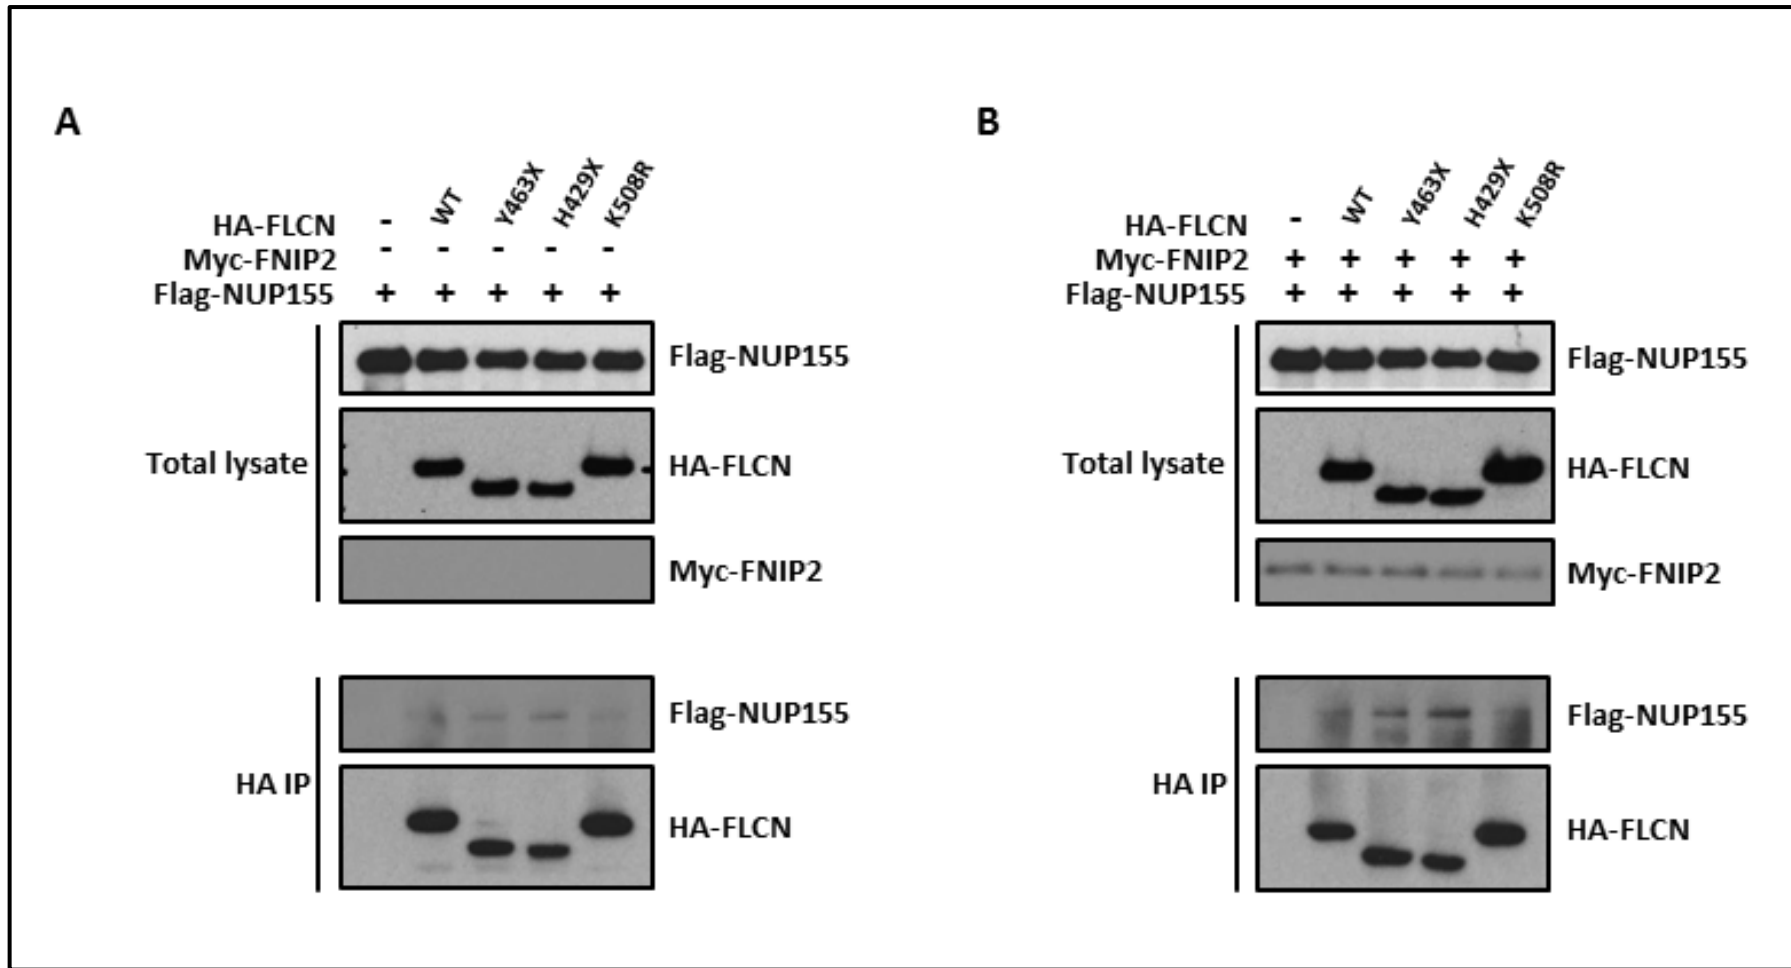 A
WT Y463X H429X K508R
HA-FLCN -
Myc-FNIP2 - - - - -
Flag-NUP155 + + + + +
Flag-NUP155
Total lysate HA-FLCN
Myc-FNIP2
Flag-NUP155
HA IP
HA-FLCN
B
WT Y463X H429X K508R
HA-FLCN -
Myc-FNIP2 + + + + +
Flag-NUP155 + + + + +
Flag-NUP155
Total lysate HA-FLCN
Myc-FNIP2
Flag-NUP155
HA IP
HA-FLCN